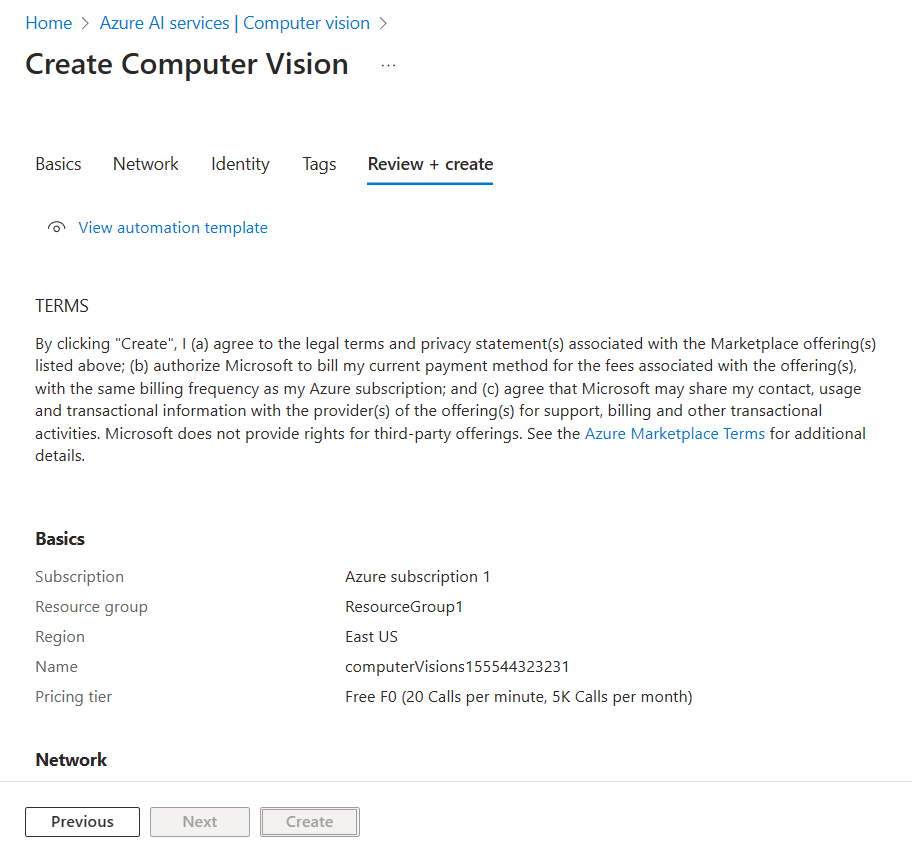 Home > Azure AI services | Computer vision >
Create Computer Vision ...
Basics Network Identity Tags Review + create
View automation template
TERMS
By clicking "Create", I (a) agree to the legal terms and privacy statement(s) associated with the Marketplace offering(s)
listed above; (b) authorize Microsoft to bill my current payment method for the fees associated with the offering(s),
with the same billing frequency as my Azure subscription; and (c) agree that Microsoft may share my contact, usage
and transactional information with the provider(s) of the offering(s) for support, billing and other transactional
activities. Microsoft does not provide rights for third-party offerings. See the Azure Marketplace Terms for additional
details.
Basics
Subscription Azure subscription 1
Resource group ResourceGroup1
Region East US
Name computerVisions155544323231
Pricing tier Free F0 (20 Calls per minute, 5K Calls per month)
Network
Previous Next Create